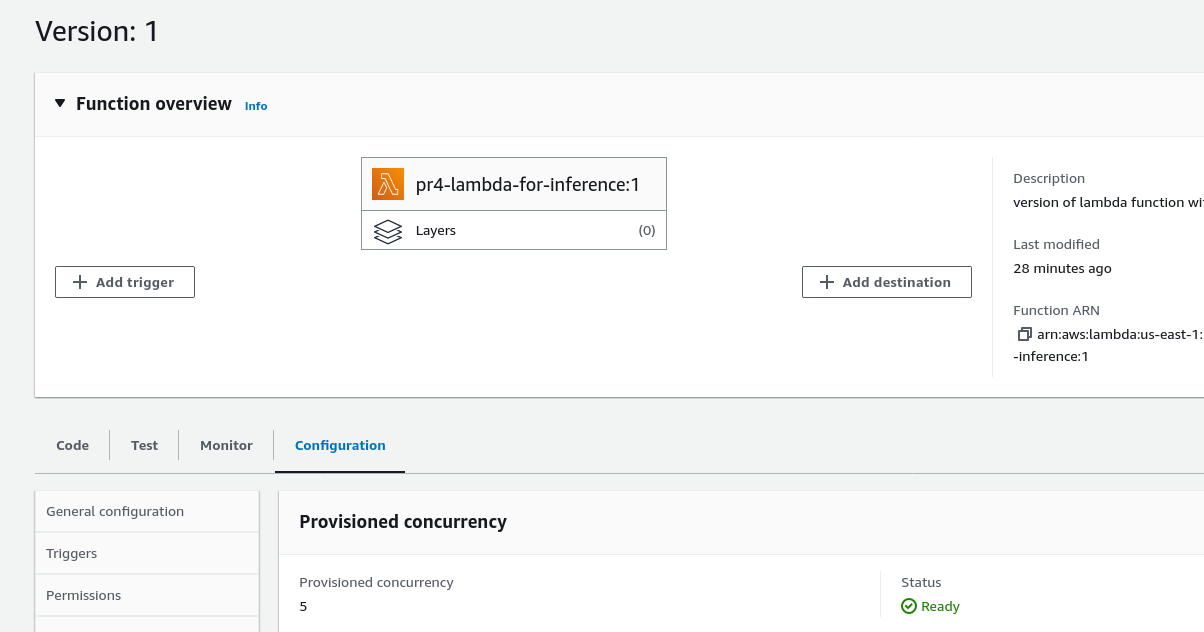 Version: 1
Function overview Info
pr4-lambda-for-inference:1
Layers (0)
+ Add trigger
+ Add destination
Description
version of lambda function wi
Last modified
28 minutes ago
Function ARN
arn:aws:lambda:us-east-1:
-inference:1
Code Test Monitor Configuration
General configuration
Triggers
Permissions
Provisioned concurrency
Provisioned concurrency
5
Status
Ready